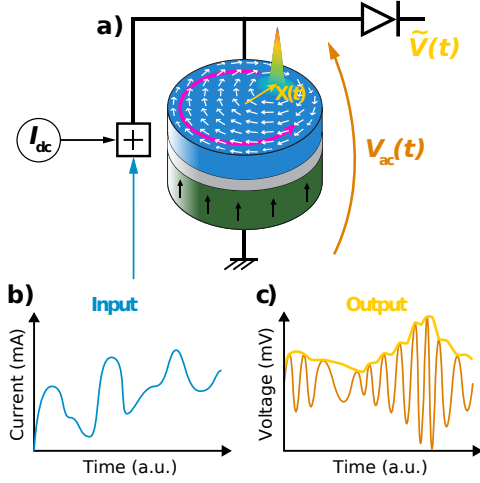 a)
Ṽ(t)
X(t)
I_dc
+
V_ac(t)
b)
Input
c)
Output
Current (mA)
Voltage (mV)
Time (a.u.)
Time (a.u.)